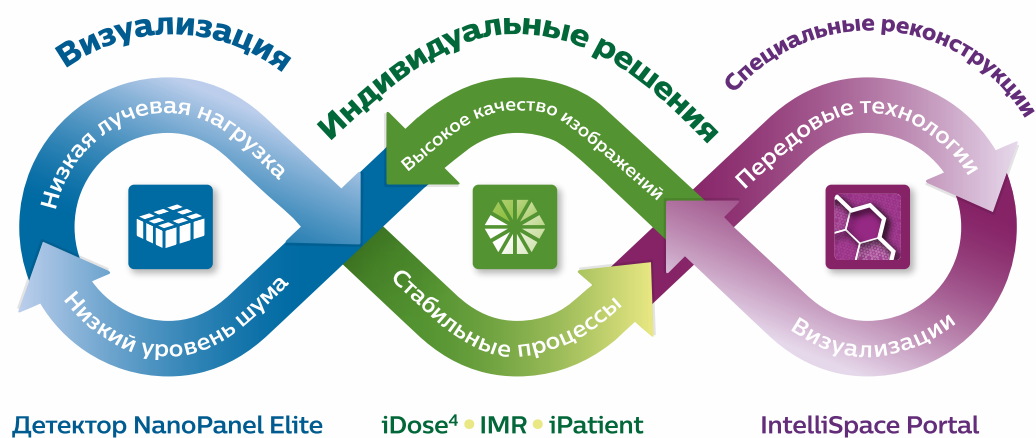 Визуализация
Низкая лучевая нагрузка
Низкий уровень шума
Детектор NanoPanel Elite
Индивидуальные решения
Высокое качество изображений
Стабильные процессы
iDose⁴ • IMR • iPatient
Специальные реконструкции
Передовые технологии
Визуализации
IntelliSpace Portal